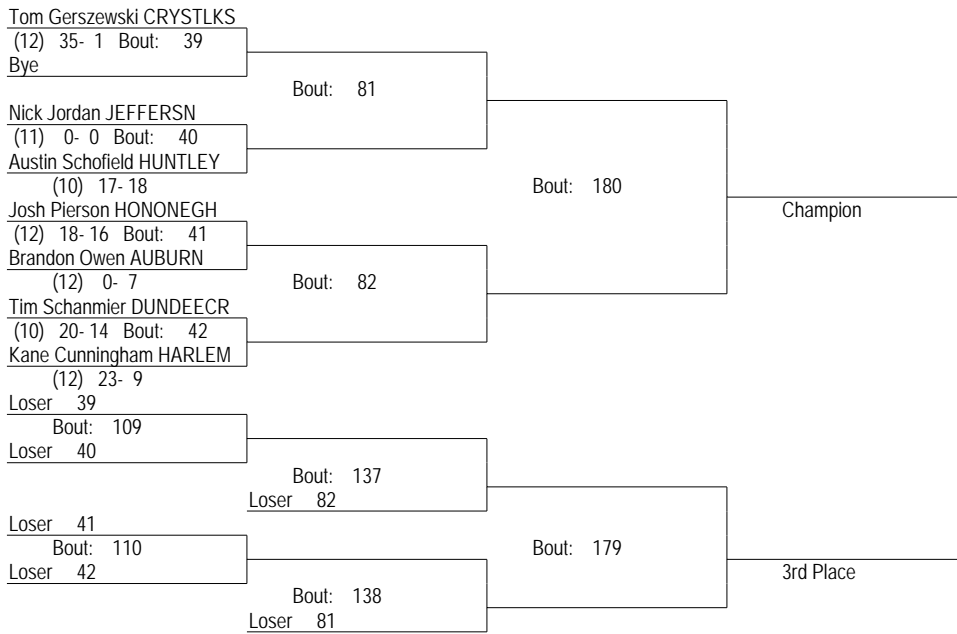 Tom Gerszewski CRYSTLKS
(12) 35- 1 Bout: 39
Bye
Bout: 81
Nick Jordan JEFFERSN
(11) 0- 0 Bout: 40
Austin Schofield HUNTLEY
(10) 17- 18
Bout: 180
Josh Pierson HONONEGH
Champion
(12) 18- 16 Bout: 41
Brandon Owen AUBURN
(12) 0- 7
Bout: 82
Tim Schanmier DUNDEECR
(10) 20- 14 Bout: 42
Kane Cunningham HARLEM
(12) 23- 9
Loser 39
Bout: 109
Loser 40
Bout: 137
Loser 82
Loser 41
Bout: 110
Bout: 179
Loser 42
3rd Place
Bout: 138
Loser 81